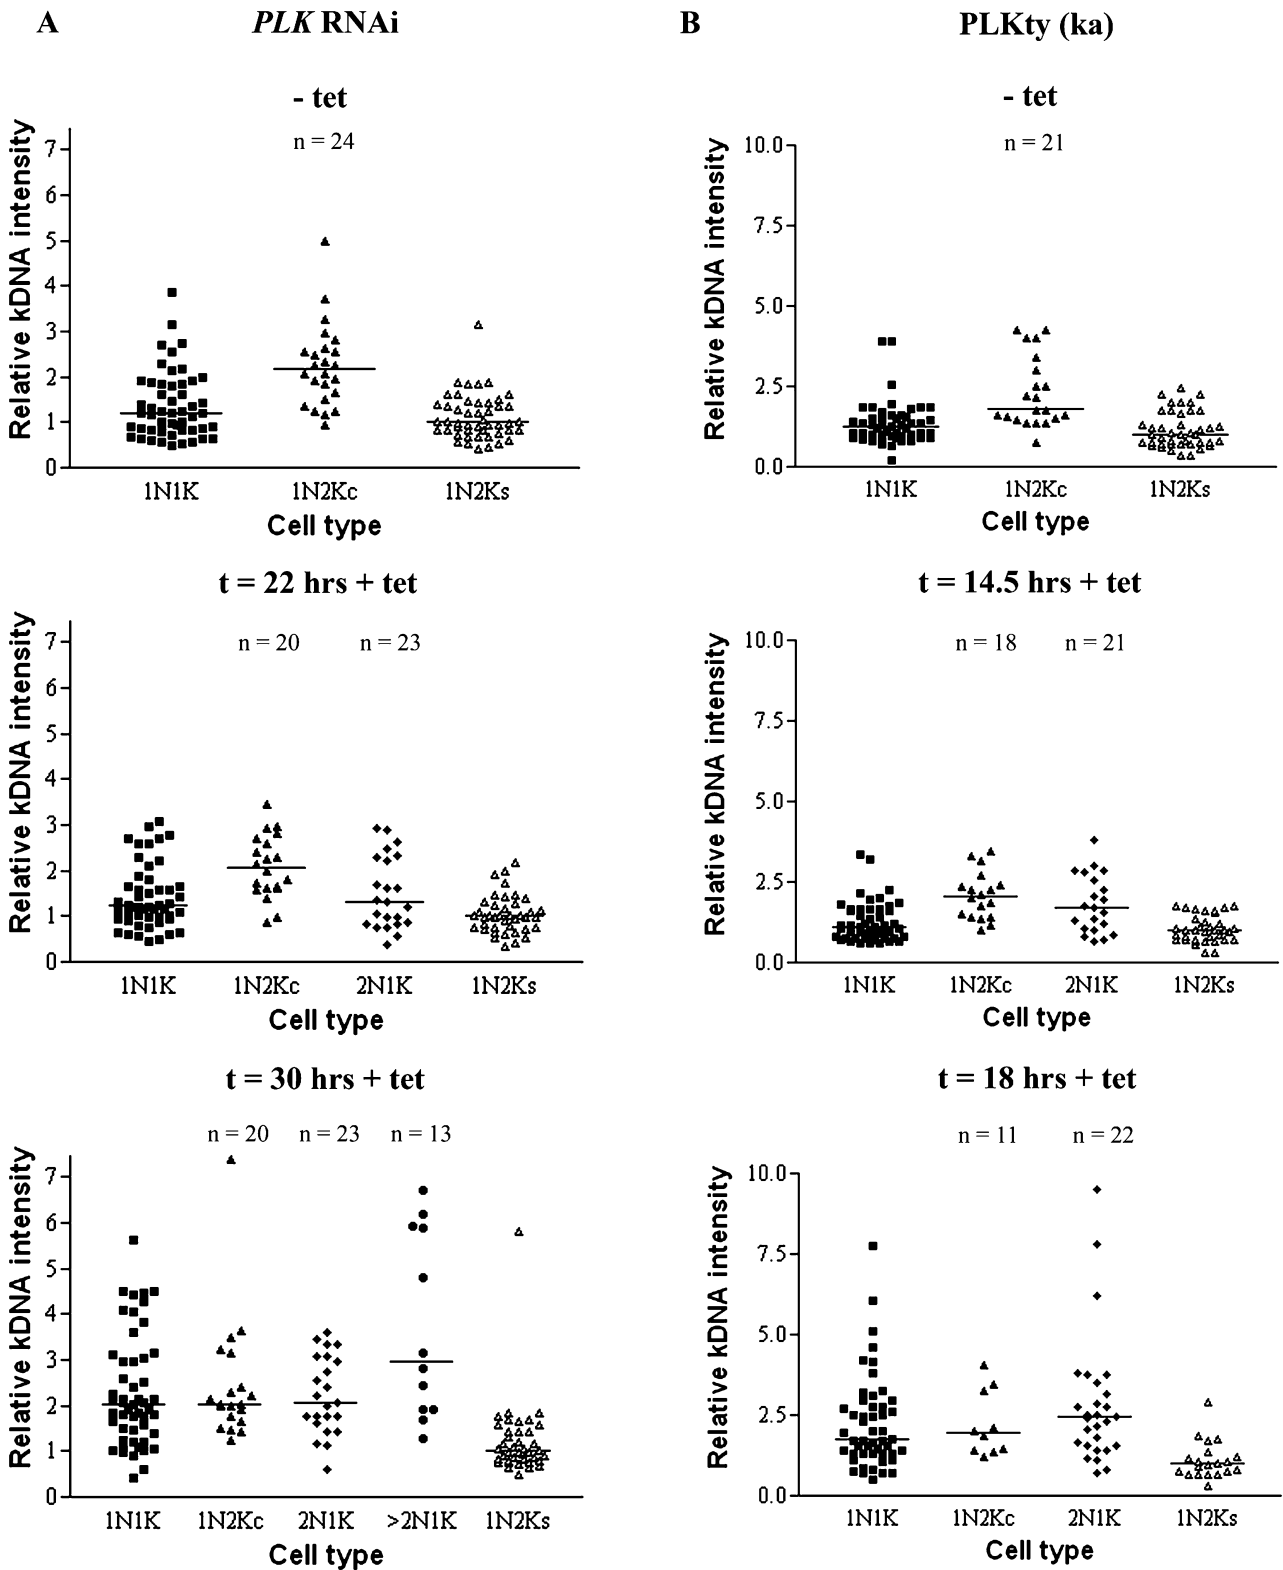 A
PLK RNAi
- tet
n = 24
Relative kDNA intensity
7
6
5
4
3
2
1
0
1N1K 1N2Kc 1N2Ks
Cell type
t = 22 hrs + tet
n = 20 n = 23
Relative kDNA intensity
7
6
5
4
3
2
1
0
1N1K 1N2Kc 2N1K 1N2Ks
Cell type
t = 30 hrs + tet
n = 20 n = 23 n = 13
Relative kDNA intensity
7
6
5
4
3
2
1
0
1N1K 1N2Kc 2N1K >2N1K 1N2Ks
Cell type
B
PLKty (ka)
- tet
n = 21
Relative kDNA intensity
10.0
7.5
5.0
2.5
0.0
1N1K 1N2Kc 1N2Ks
Cell type
t = 14.5 hrs + tet
n = 18 n = 21
Relative kDNA intensity
10.0
7.5
5.0
2.5
0.0
1N1K 1N2Kc 2N1K 1N2Ks
Cell type
t = 18 hrs + tet
n = 11 n = 22
Relative kDNA intensity
10.0
7.5
5.0
2.5
0.0
1N1K 1N2Kc 2N1K 1N2Ks
Cell type